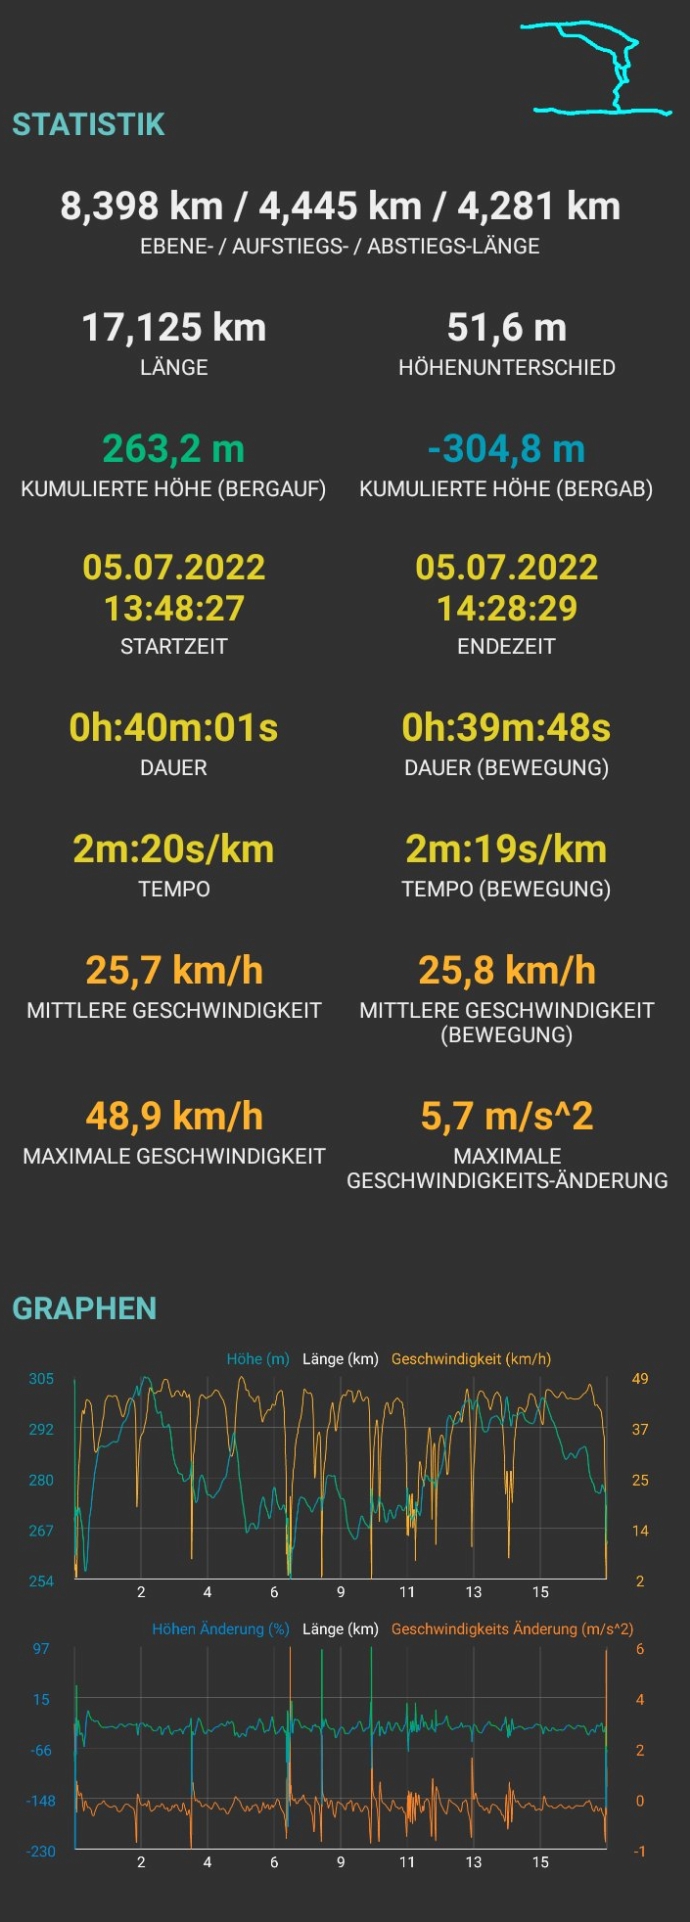 STATISTIK
8,398 km / 4,445 km / 4,281 km
EBENE- / AUFSTIEGS- / ABSTIEGS-LÄNGE
17,125 km 51,6 m
LÄNGE HÖHENUNTERSCHIED
263,2 m -304,8 m
KUMULIERTE HÖHE (BERGAUF) KUMULIERTE HÖHE (BERGAB)
05.07.2022 05.07.2022
13:48:27 14:28:29
STARTZEIT ENDEZEIT
0h:40m:01s 0h:39m:48s
DAUER DAUER (BEWEGUNG)
2m:20s/km 2m:19s/km
TEMPO TEMPO (BEWEGUNG)
25,7 km/h 25,8 km/h
MITTLERE GESCHWINDIGKEIT MITTLERE GESCHWINDIGKEIT
(BEWEGUNG)
48,9 km/h 5,7 m/s^2
MAXIMALE GESCHWINDIGKEIT MAXIMALE
GESCHWINDIGKEITS-ÄNDERUNG
GRAPHEN
Höhe (m) Länge (km) Geschwindigkeit (km/h)
305 49
292 37
280 25
267 14
254 2
2 4 6 9 11 13 15
Höhen Änderung (%) Länge (km) Geschwindigkeits Änderung (m/s^2)
97 6
15 4
-66 2
-148 0
-230 -1
2 4 6 9 11 13 15